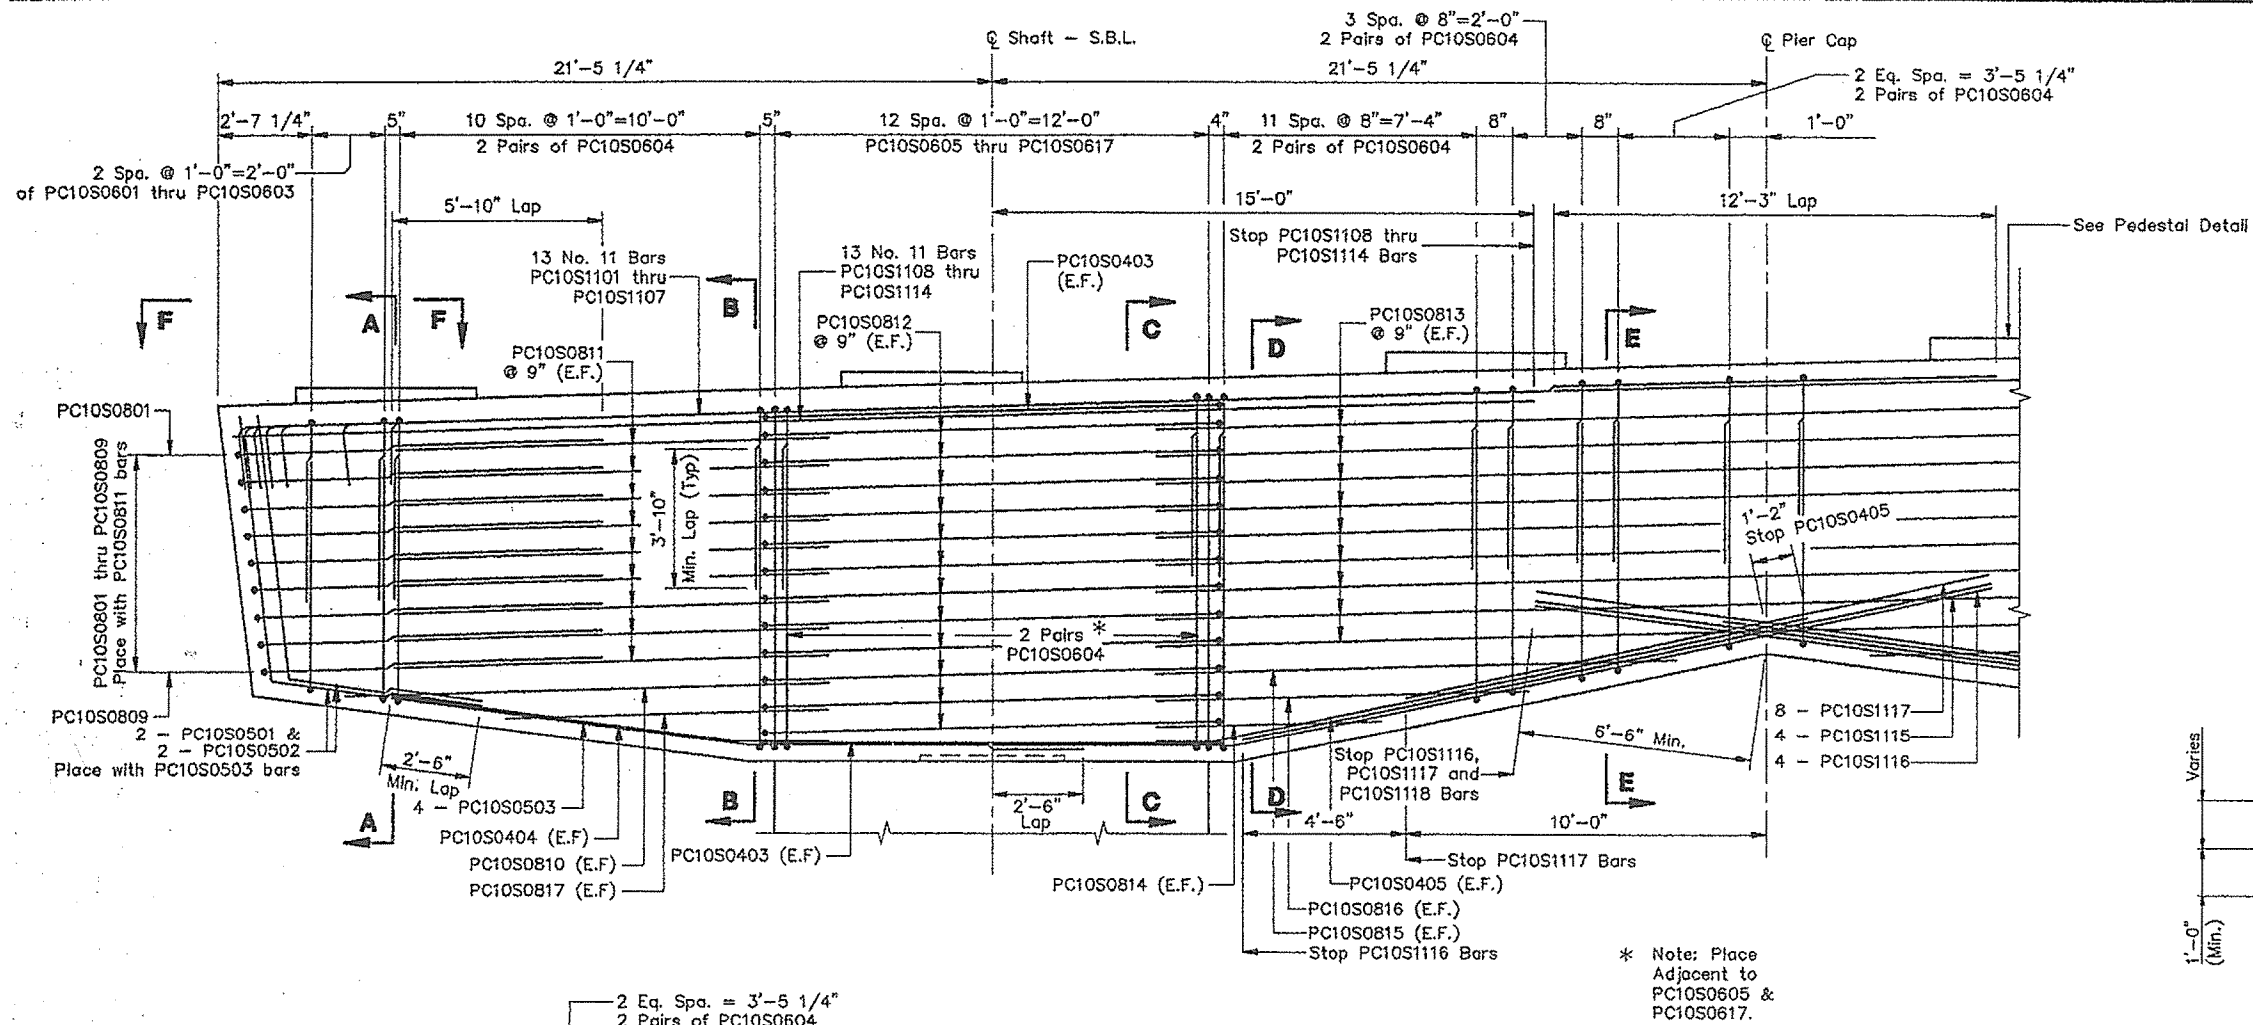 3 Spa. @ 8"=2'-0"
2 Pairs of PC10S0604
℄ Shaft - S.B.L.
℄ Pier Cap
21'-5 1/4"
21'-5 1/4"
2 Eq. Spa. = 3'-5 1/4"
2 Pairs of PC10S0604
2'-7 1/4"
5"
10 Spa. @ 1'-0"=10'-0"
2 Pairs of PC10S0604
5"
12 Spa. @ 1'-0"=12'-0"
PC10S0605 thru PC10S0617
4"
11 Spa. @ 8"=7'-4"
2 Pairs of PC10S0604
8"
8"
1'-0"
2 Spa. @ 1'-0"=2'-0"
of PC10S0601 thru PC10S0603
5'-10" Lap
15'-0"
12'-3" Lap
See Pedestal Detail
Stop PC10S1108 thru
PC10S1114 Bars
13 No. 11 Bars
PC10S1101 thru
PC10S1107
13 No. 11 Bars
PC10S1108 thru
PC10S1114
PC10S0403
(E.F.)
F
A
F
B
C
D
E
PC10S0811
@ 9" (E.F.)
PC10S0812
@ 9" (E.F.)
PC10S0813
@ 9" (E.F.)
PC10S0801
PC10S0801 thru PC10S0809
Place with PC10S0811 bars
3'-10"
Min. Lap (Typ)
1'-2"
Stop PC10S0405
2 Pairs *
PC10S0604
PC10S0809
2 - PC10S0501 &
2 - PC10S0502
Place with PC10S0503 bars
2'-6"
Min. Lap
4 - PC10S0503
PC10S0404 (E.F)
PC10S0810 (E.F)
PC10S0817 (E.F)
A
B
PC10S0403 (E.F)
2'-6"
Lap
C
D
E
Stop PC10S1116,
PC10S1117 and
PC10S1118 Bars
6'-6" Min.
8 - PC10S1117
4 - PC10S1115
4 - PC10S1116
4'-6"
10'-0"
Stop PC10S1117 Bars
PC10S0814 (E.F.)
PC10S0405 (E.F.)
PC10S0816 (E.F.)
PC10S0815 (E.F.)
Stop PC10S1116 Bars
Varies
1'-0"
(Min.)
* Note: Place
Adjacent to
PC10S0605 &
PC10S0617.
2 Eq. Spa. = 3'-5 1/4"
2 Pairs of PC10S0604